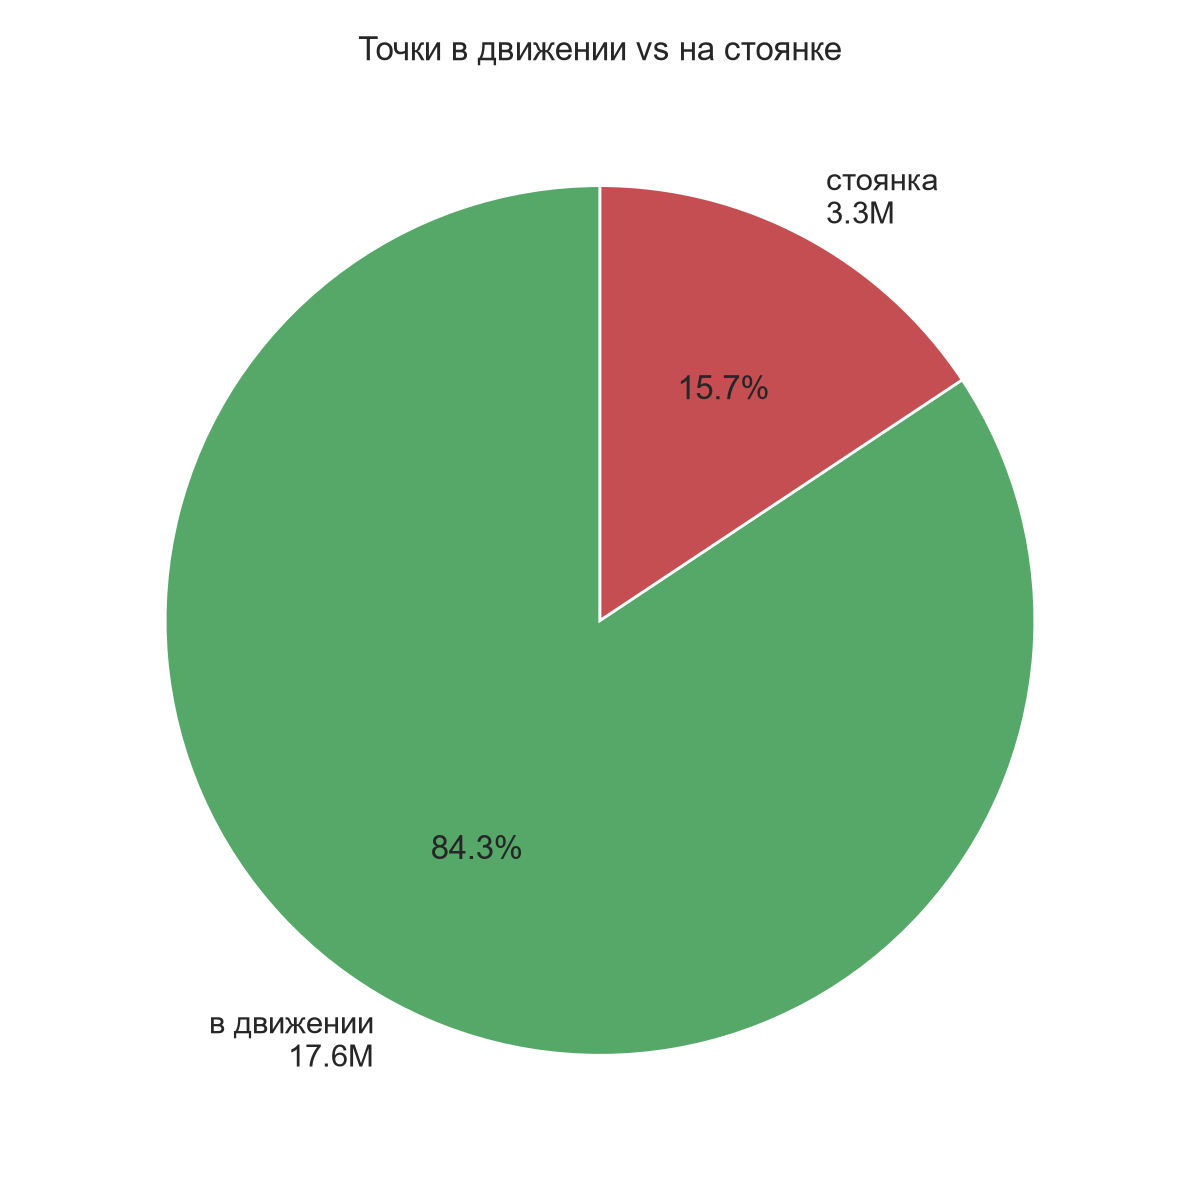 Точки в движении vs на стоянке
стоянка
3.3M
15.7%
84.3%
в движении
17.6M